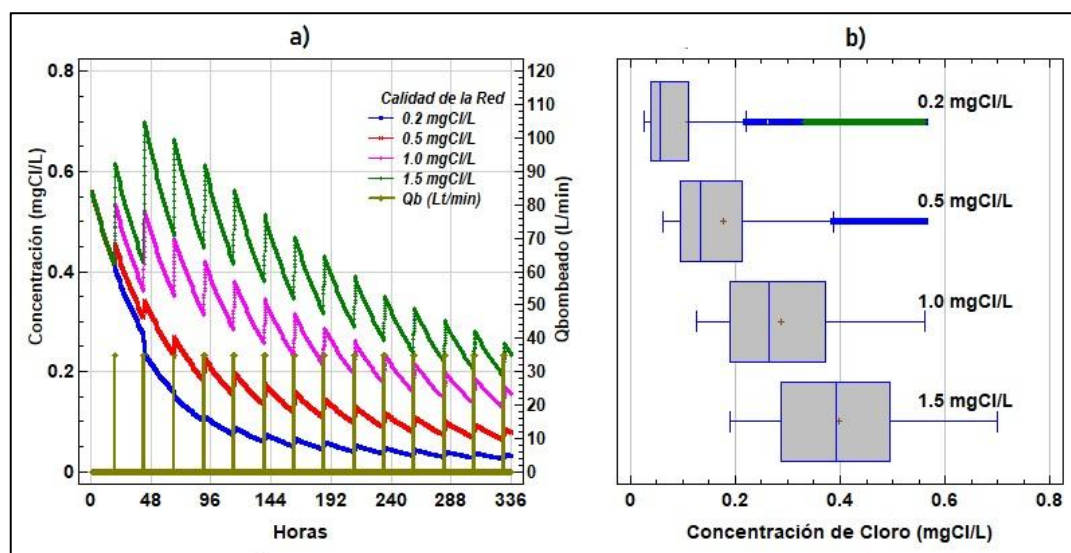 a)
b)
Concentración (mgCl/L)
0.8
0.6
0.4
0.2
0
Calidad de la Red
0.2 mgCl/L
0.5 mgCl/L
1.0 mgCl/L
1.5 mgCl/L
Qb (Lt/min)
120
110
100
90
80
70
60
50
40
30
20
10
0
Qbombeado (L/min)
0 48 96 144 192 240 288 336
Horas
0.2 mgCl/L
0.5 mgCl/L
1.0 mgCl/L
1.5 mgCl/L
0 0.2 0.4 0.6 0.8
Concentración de Cloro (mgCl/L)